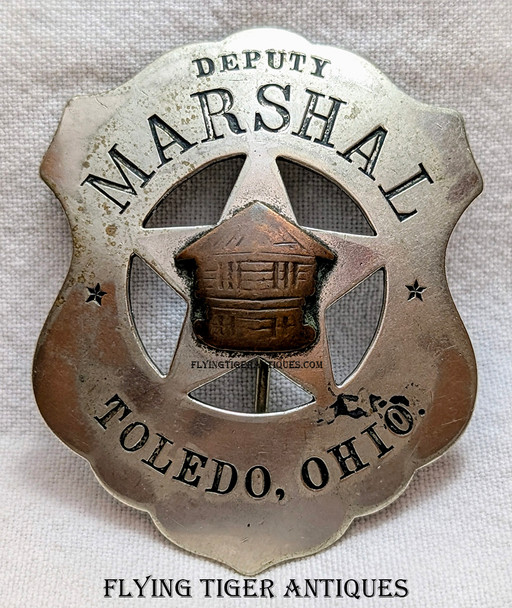 DEPUTY
MARSHAL
FLYINGTIGERANTIQUES.COM
TOLEDO, OHIO.
FLYING TIGER ANTIQUES